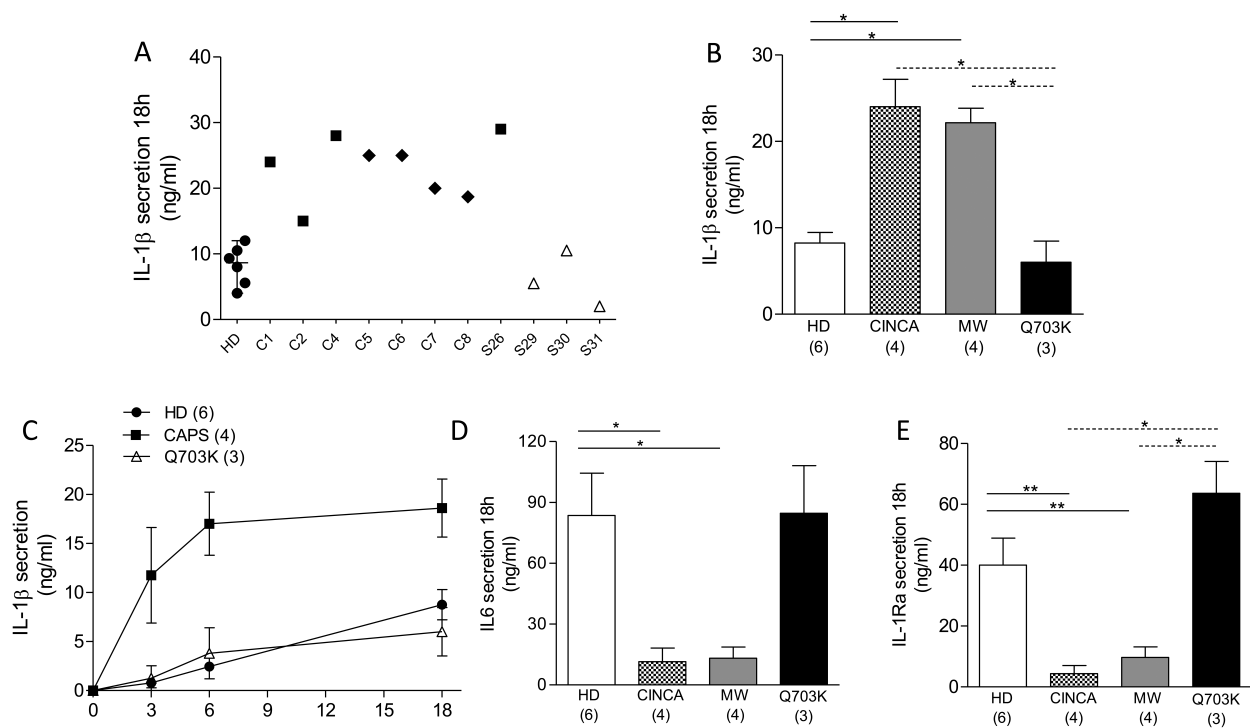 A
IL-1β secretion 18h
(ng/ml)
40
30
20
10
0
HD
C1
C2
C4
C5
C6
C7
C8
S26
S29
S30
S31
B
IL-1β secretion 18h
(ng/ml)
30
20
10
0
*
*
*
*
HD CINCA MW Q703K
(6) (4) (4) (3)
C
HD (6)
CAPS (4)
Q703K (3)
IL-1β secretion
(ng/ml)
25
20
15
10
5
0
0 3 6 9 12 15 18
D
IL6 secretion 18h
(ng/ml)
120
90
60
30
0
*
*
HD CINCA MW Q703K
(6) (4) (4) (3)
E
IL-1Ra secretion 18h
(ng/ml)
80
60
40
20
0
*
*
**
**
HD CINCA MW Q703K
(6) (4) (4) (3)